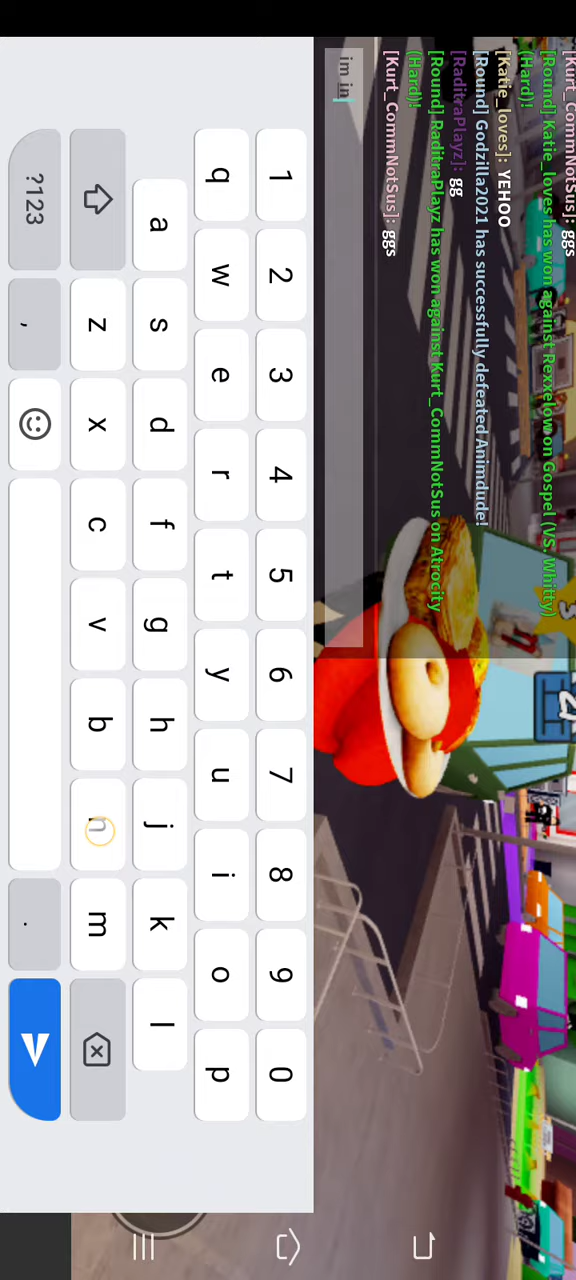 [Kurt_CommNotSus]: ggs
[Round] Katie_loves has won against Rexxelow on Gospel (VS. Whitty)
(Hard)!
[Katie_loves]: YEHOO
[Round] Godzilla2021 has successfully defeated Animdude!
[RaditraPlayz]: gg
[Round] RaditraPlayz has won against Kurt_CommNotSus on Atrocity
(Hard)!
[Kurt_CommNotSus]: ggs
im in
1 2 3 4 5 6 7 8 9 0
q w e r t y u i o p
a s d f g h j k l
z x c v b n m
?123 , .